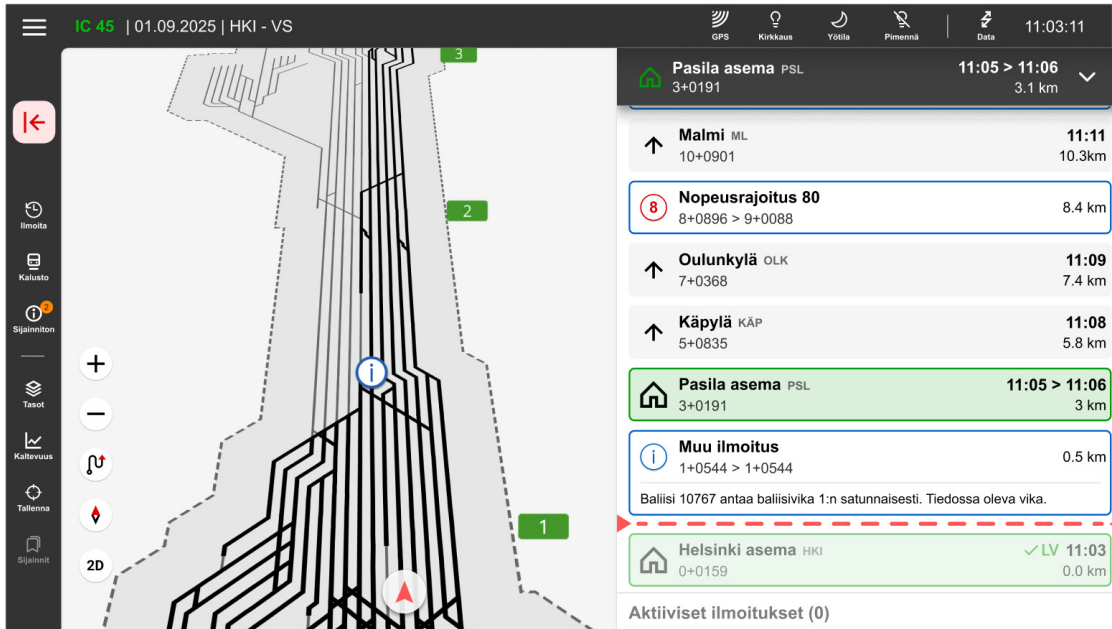 IC 45 | 01.09.2025 | HKI - VS
GPS
Kirkkaus
Yötila
Pimennä
Data
11:03:11
Ilmoita
Kalusto
2
Sijainniton
Tasot
Kaltevuus
Tallenna
Sijainnit
3
2
1
i
+
−
2D
Pasila asema PSL 11:05 > 11:06
3+0191 3.1 km
Malmi ML 11:11
10+0901 10.3km
8
Nopeusrajoitus 80
8+0896 > 9+0088 8.4 km
Oulunkylä OLK 11:09
7+0368 7.4 km
Käpylä KÄP 11:08
5+0835 5.8 km
Pasila asema PSL 11:05 > 11:06
3+0191 3 km
i
Muu ilmoitus
1+0544 > 1+0544 0.5 km
Baliisi 10767 antaa baliisivika 1:n satunnaisesti. Tiedossa oleva vika.
Helsinki asema HKI ✓LV 11:03
0+0159 0.0 km
Aktiiviset ilmoitukset (0)